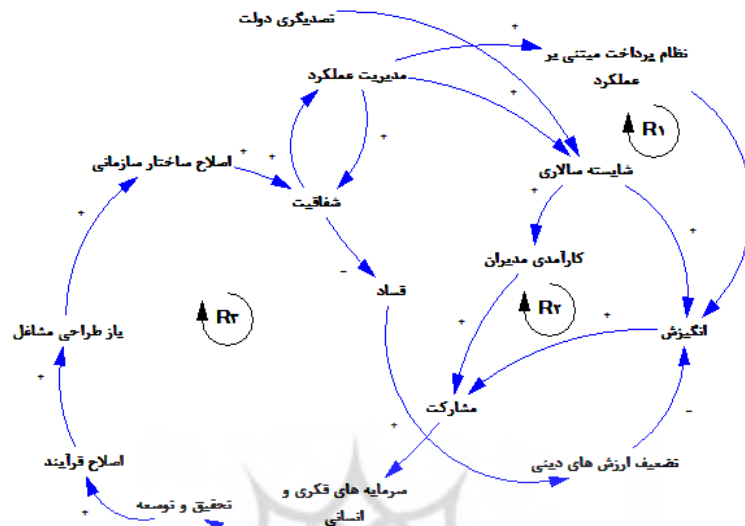 تصدیگری دولت
نظام پرداخت مبتنی بر
عملکرد
مدیریت عملکرد
R۱
اصلاح ساختار سازمانی
شایسته سالاری
شفافیت
کارآمدی مدیران
فساد
R۲
R۳
باز طراحی مشاغل
انگیزش
مشارکت
تضعیف ارزش های دینی
اصلاح فرآیند
سرمایه های فکری و
انسانی
تحقیق و توسعه
+
+
+
+
+
+
+
+
+
+
+
+
+
+
-
-